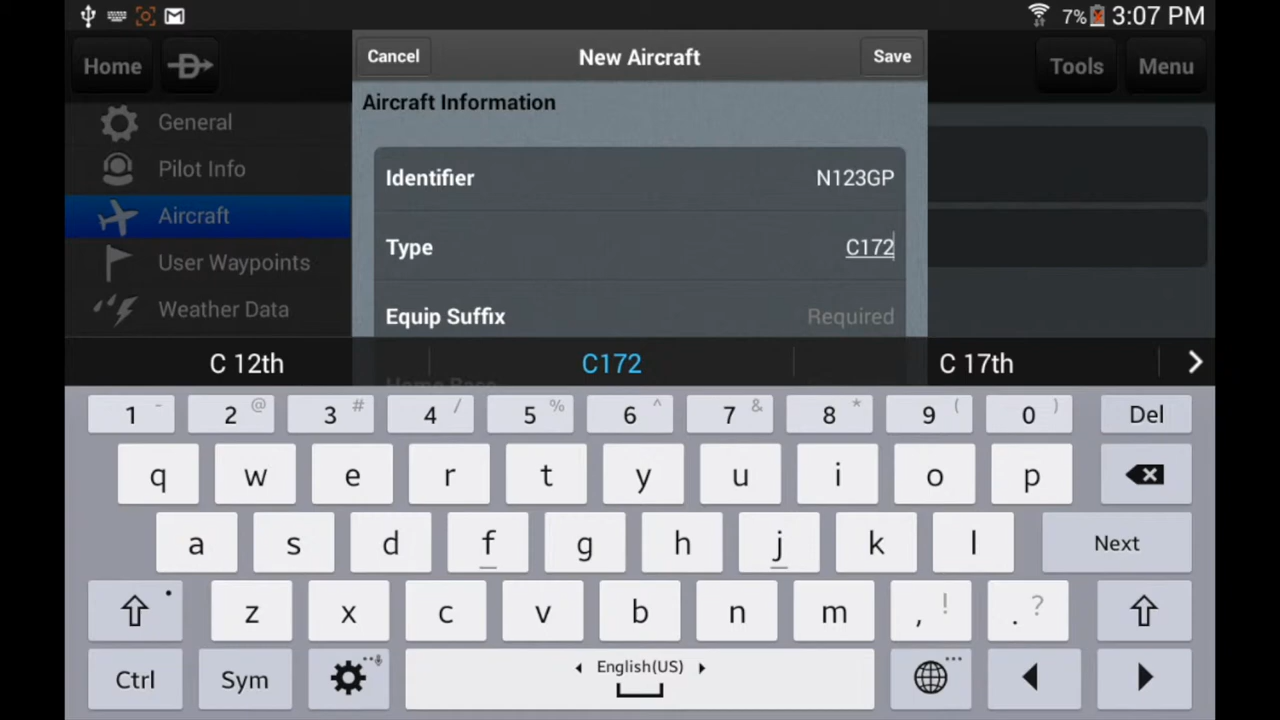 7% 3:07 PM
Home
Cancel New Aircraft Save
Tools Menu
General
Pilot Info
Aircraft
User Waypoints
Weather Data
Aircraft Information
Identifier N123GP
Type C172
Equip Suffix Required
Home Base
C 12th C172 C 17th
1 - 2 @ 3 # 4 / 5 % 6 ^ 7 & 8 * 9 ( 0 ) Del
q w e r t y u i o p
a s d f g h j k l Next
z x c v b n m , ! . ?
Ctrl Sym English(US)